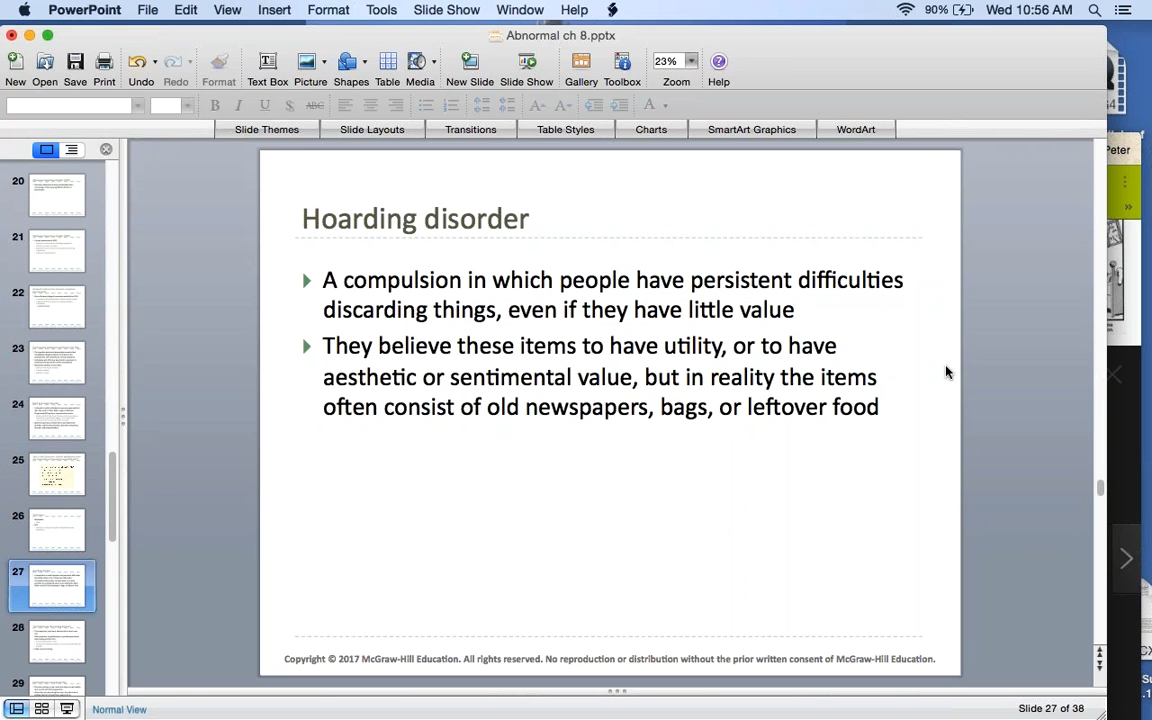 PowerPoint File Edit View Insert Format Tools Slide Show Window Help 90% Wed 10:56 AM
Abnormal ch 8.pptx
New Open Save Print Undo Redo Format Text Box Picture Shapes Table Media New Slide Slide Show Gallery Toolbox 23% Zoom Help
B I U S ABC A A A
Slide Themes Slide Layouts Transitions Table Styles Charts SmartArt Graphics WordArt
Peter
20
21
22
23
24
25
26
27
28
29
Hoarding disorder
A compulsion in which people have persistent difficulties
discarding things, even if they have little value
They believe these items to have utility, or to have
aesthetic or sentimental value, but in reality the items
often consist of old newspapers, bags, or leftover food
Copyright © 2017 McGraw-Hill Education. All rights reserved. No reproduction or distribution without the prior written consent of McGraw-Hill Education.
Normal View Slide 27 of 38